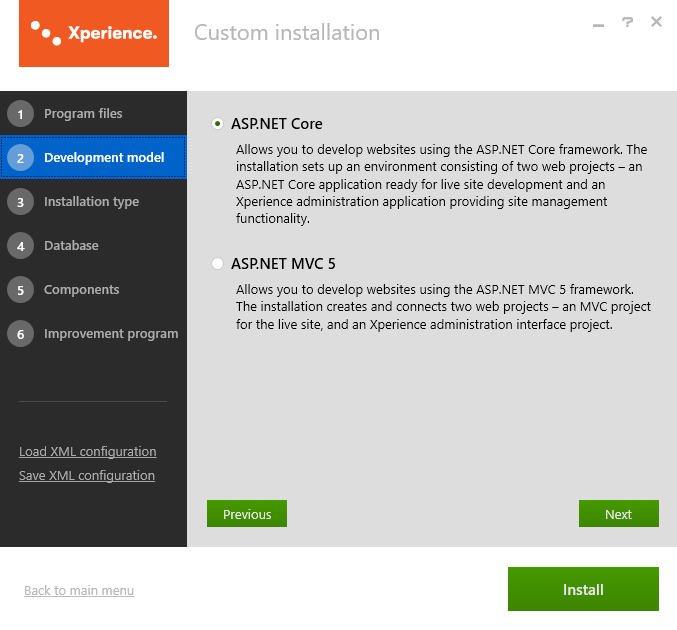 Xperience.
Custom installation
?
1 Program files
2 Development model
3 Installation type
4 Database
5 Components
6 Improvement program
Load XML configuration
Save XML configuration
ASP.NET Core
Allows you to develop websites using the ASP.NET Core framework. The
installation sets up an environment consisting of two web projects – an
ASP.NET Core application ready for live site development and an
Xperience administration application providing site management
functionality.
ASP.NET MVC 5
Allows you to develop websites using the ASP.NET MVC 5 framework.
The installation creates and connects two web projects – an MVC project
for the live site, and an Xperience administration interface project.
Previous
Next
Back to main menu
Install